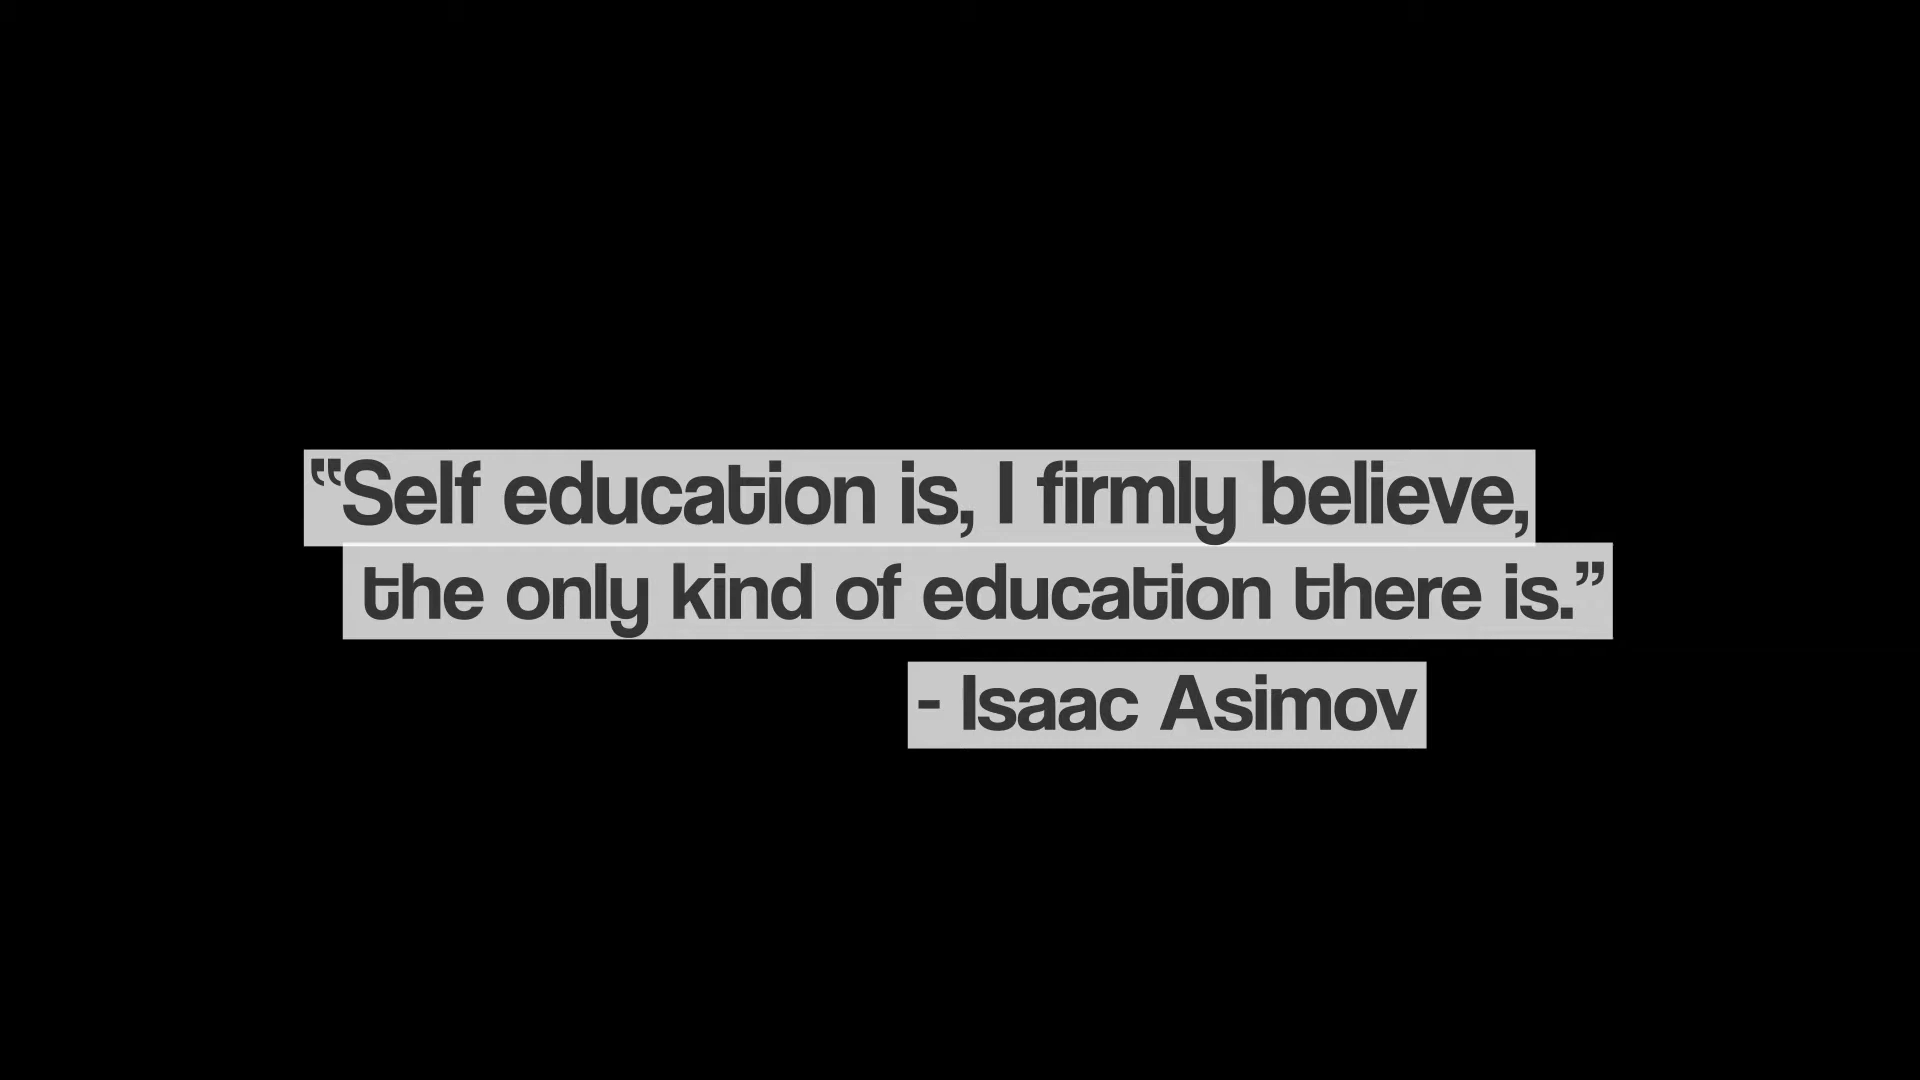 “Self education is, I firmly believe,
the only kind of education there is.”
- Isaac Asimov